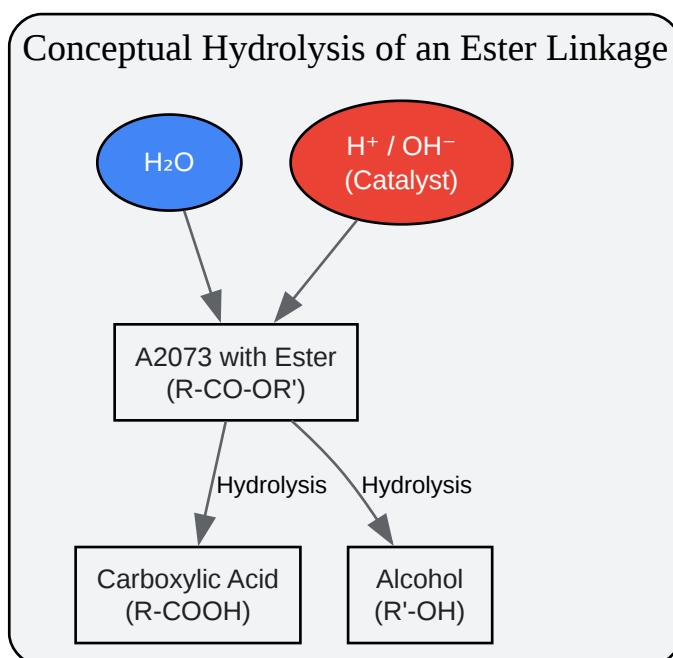 Conceptual Hydrolysis of an Ester Linkage
H₂O
H⁺ / OH⁻
(Catalyst)
A2073 with Ester
(R-CO-OR')
Hydrolysis
Hydrolysis
Carboxylic Acid
(R-COOH)
Alcohol
(R'-OH)